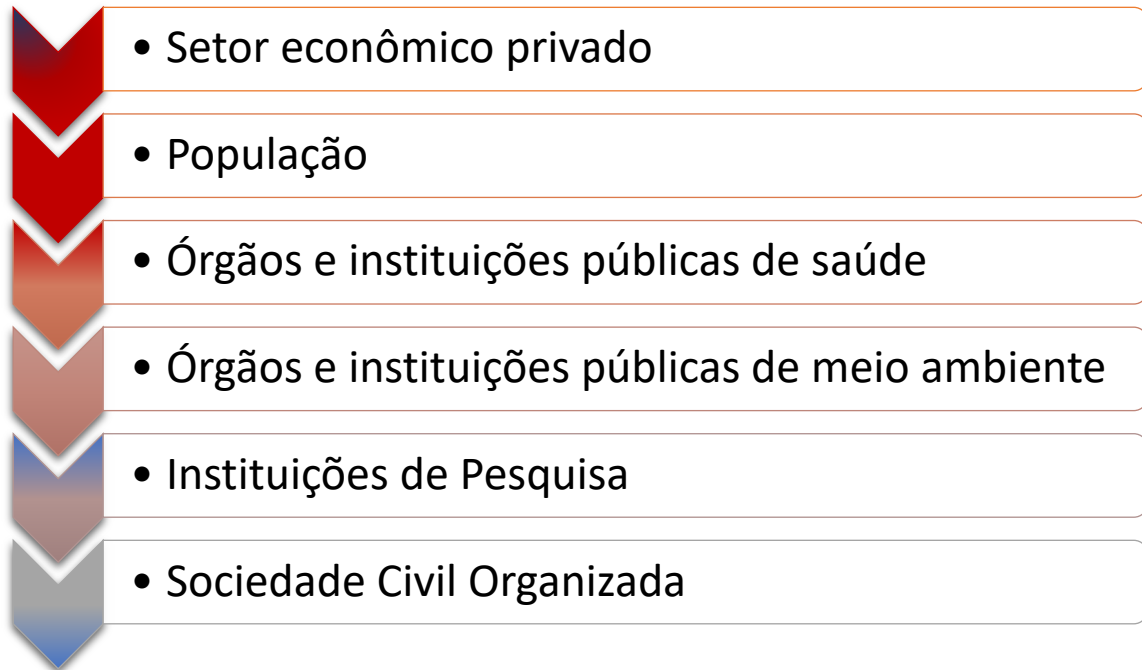 • Setor econômico privado
• População
• Órgãos e instituições públicas de saúde
• Órgãos e instituições públicas de meio ambiente
• Instituições de Pesquisa
• Sociedade Civil Organizada